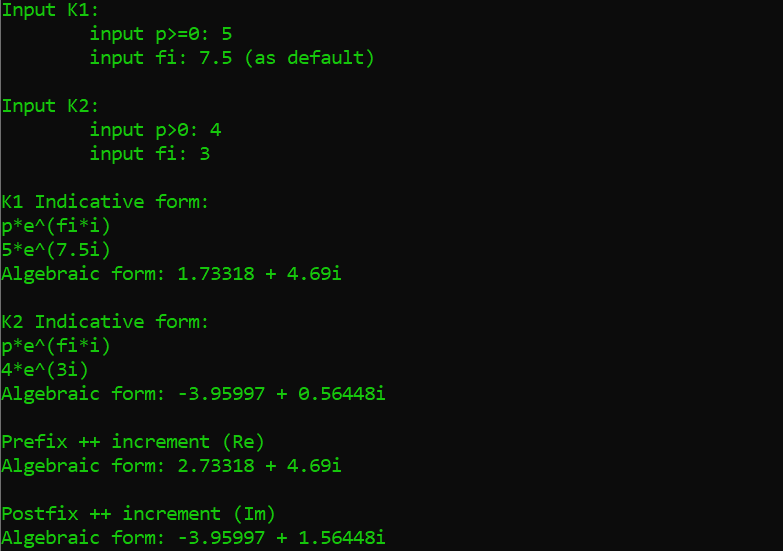 Input K1:
input p>=0: 5
input fi: 7.5 (as default)
Input K2:
input p>0: 4
input fi: 3
K1 Indicative form:
p*e^(fi*i)
5*e^(7.5i)
Algebraic form: 1.73318 + 4.69i
K2 Indicative form:
p*e^(fi*i)
4*e^(3i)
Algebraic form: -3.95997 + 0.56448i
Prefix ++ increment (Re)
Algebraic form: 2.73318 + 4.69i
Postfix ++ increment (Im)
Algebraic form: -3.95997 + 1.56448i